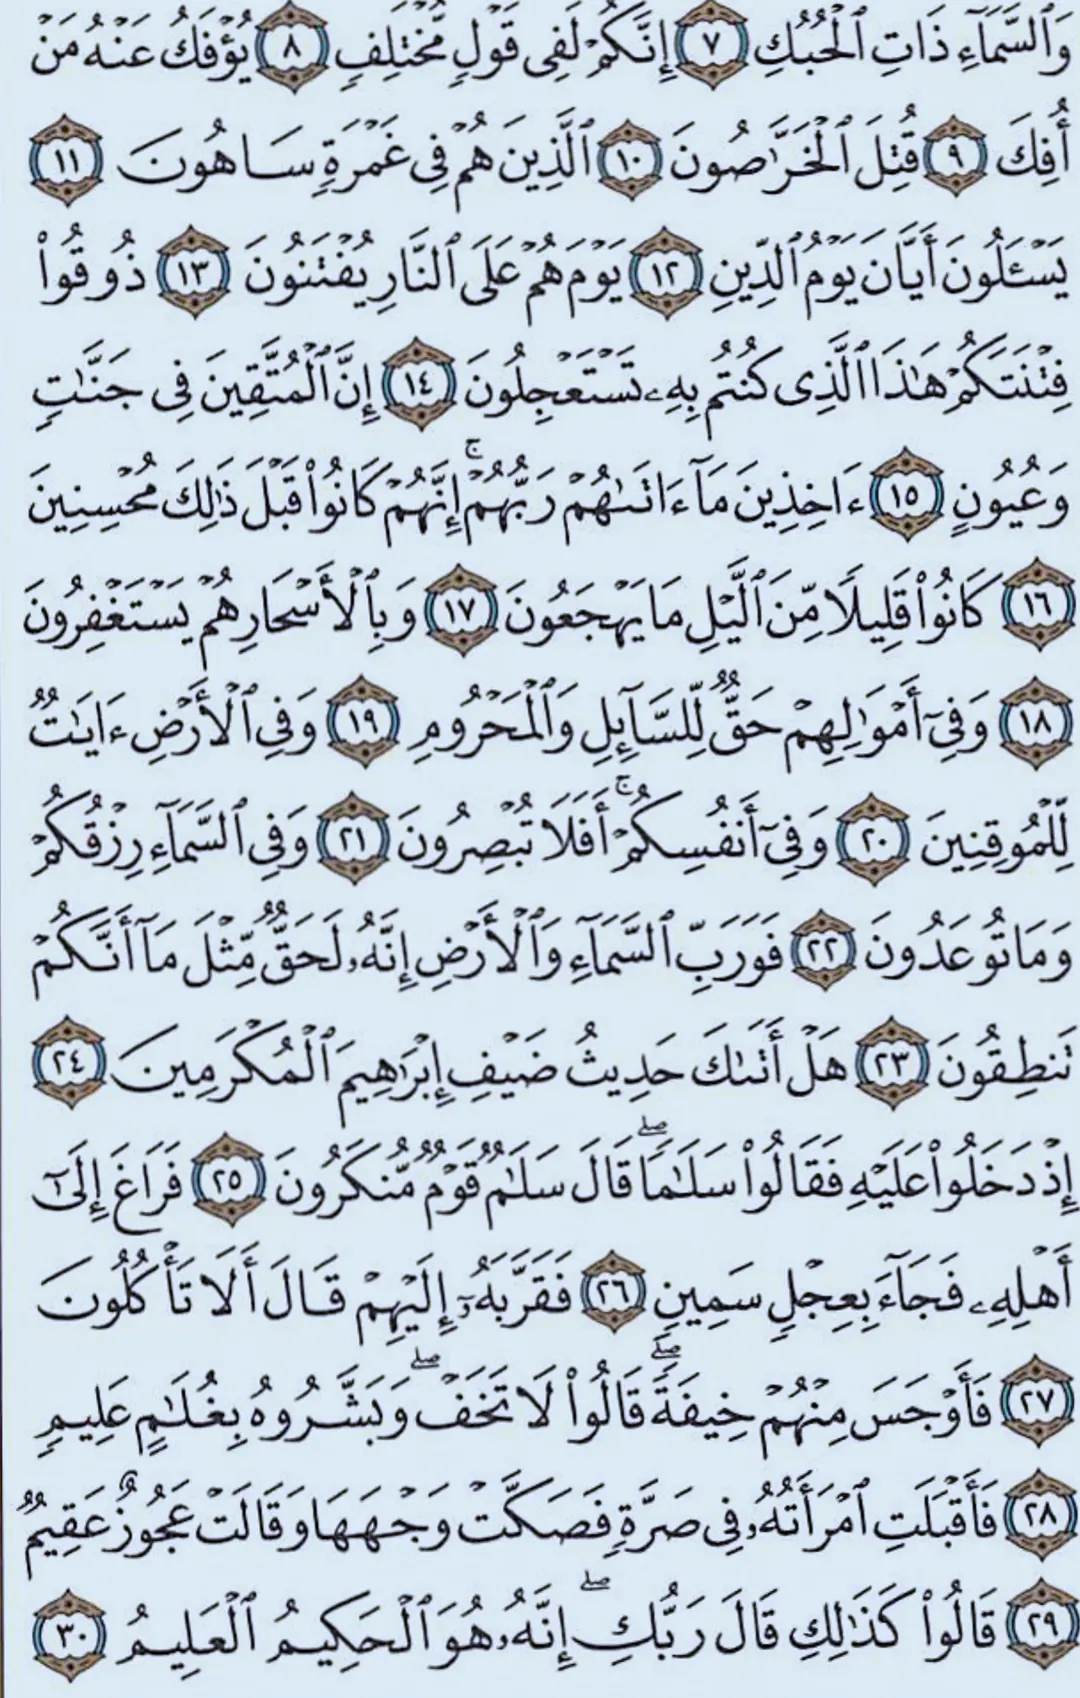 وَٱلسَّمَآءِ ذَاتِ ٱلْحُبُكِ ٧ إِنَّكُمْ لَفِى قَوْلٍ مُّخْتَلِفٍ ٨ يُؤْفَكُ عَنْهُ مَنْ
أُفِكَ ٩ قُتِلَ ٱلْخَرَّٰصُونَ ١٠ ٱلَّذِينَ هُمْ فِى غَمْرَةٍ سَاهُونَ ١١
يَسْـَٔلُونَ أَيَّانَ يَوْمُ ٱلدِّينِ ١٢ يَوْمَ هُمْ عَلَى ٱلنَّارِ يُفْتَنُونَ ١٣ ذُوقُوا۟
فِتْنَتَكُمْ هَٰذَا ٱلَّذِى كُنتُم بِهِۦ تَسْتَعْجِلُونَ ١٤ إِنَّ ٱلْمُتَّقِينَ فِى جَنَّٰتٍ
وَعُيُونٍ ١٥ ءَاخِذِينَ مَآ ءَاتَىٰهُمْ رَبُّهُمْ ۚ إِنَّهُمْ كَانُوا۟ قَبْلَ ذَٰلِكَ مُحْسِنِينَ
١٦ كَانُوا۟ قَلِيلًا مِّنَ ٱلَّيْلِ مَا يَهْجَعُونَ ١٧ وَبِٱلْأَسْحَارِ هُمْ يَسْتَغْفِرُونَ
١٨ وَفِىٓ أَمْوَٰلِهِمْ حَقٌّ لِّلسَّآئِلِ وَٱلْمَحْرُومِ ١٩ وَفِى ٱلْأَرْضِ ءَايَٰتٌ
لِّلْمُوقِنِينَ ٢٠ وَفِىٓ أَنفُسِكُمْ ۚ أَفَلَا تُبْصِرُونَ ٢١ وَفِى ٱلسَّمَآءِ رِزْقُكُمْ
وَمَا تُوعَدُونَ ٢٢ فَوَرَبِّ ٱلسَّمَآءِ وَٱلْأَرْضِ إِنَّهُۥ لَحَقٌّ مِّثْلَ مَآ أَنَّكُمْ
تَنطِقُونَ ٢٣ هَلْ أَتَىٰكَ حَدِيثُ ضَيْفِ إِبْرَٰهِيمَ ٱلْمُكْرَمِينَ ٢٤
إِذْ دَخَلُوا۟ عَلَيْهِ فَقَالُوا۟ سَلَٰمًا ۖ قَالَ سَلَٰمٌ قَوْمٌ مُّنكَرُونَ ٢٥ فَرَاغَ إِلَىٰٓ
أَهْلِهِۦ فَجَآءَ بِعِجْلٍ سَمِينٍ ٢٦ فَقَرَّبَهُۥٓ إِلَيْهِمْ قَالَ أَلَا تَأْكُلُونَ
٢٧ فَأَوْجَسَ مِنْهُمْ خِيفَةً ۖ قَالُوا۟ لَا تَخَفْ ۖ وَبَشَّرُوهُ بِغُلَٰمٍ عَلِيمٍ
٢٨ فَأَقْبَلَتِ ٱمْرَأَتُهُۥ فِى صَرَّةٍ فَصَكَّتْ وَجْهَهَا وَقَالَتْ عَجُوزٌ عَقِيمٌ
٢٩ قَالُوا۟ كَذَٰلِكِ قَالَ رَبُّكِ ۖ إِنَّهُۥ هُوَ ٱلْحَكِيمُ ٱلْعَلِيمُ ٣٠